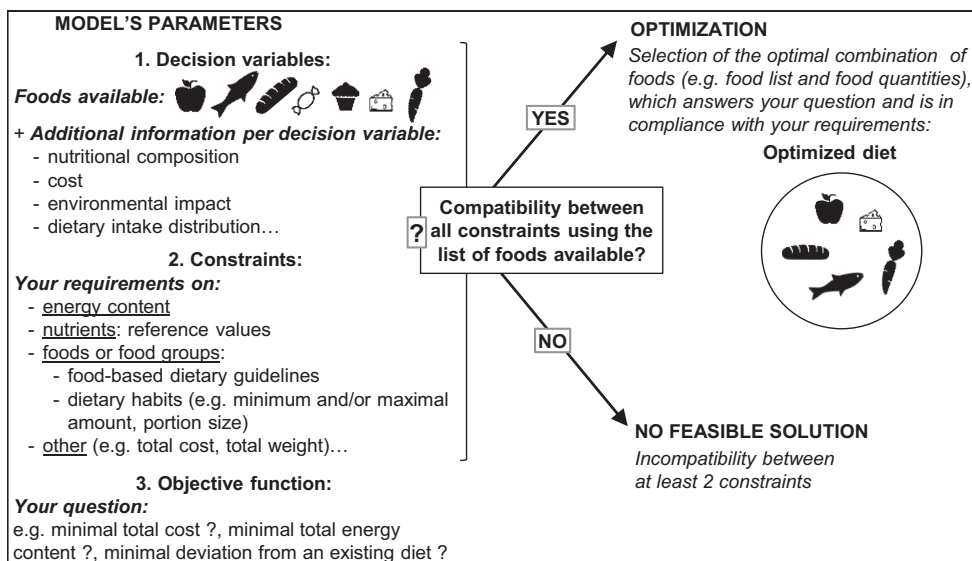 MODEL'S PARAMETERS
1. Decision variables:
Foods available:
+ Additional information per decision variable:
- nutritional composition
- cost
- environmental impact
- dietary intake distribution…
2. Constraints:
Your requirements on:
- energy content
- nutrients: reference values
- foods or food groups:
- food-based dietary guidelines
- dietary habits (e.g. minimum and/or maximal
amount, portion size)
- other (e.g. total cost, total weight)…
3. Objective function:
Your question:
e.g. minimal total cost ?, minimal total energy
content ?, minimal deviation from an existing diet ?
?
Compatibility between
all constraints using the
list of foods available?
YES
OPTIMIZATION
Selection of the optimal combination of
foods (e.g. food list and food quantities),
which answers your question and is in
compliance with your requirements:
Optimized diet
NO
NO FEASIBLE SOLUTION
Incompatibility between
at least 2 constraints